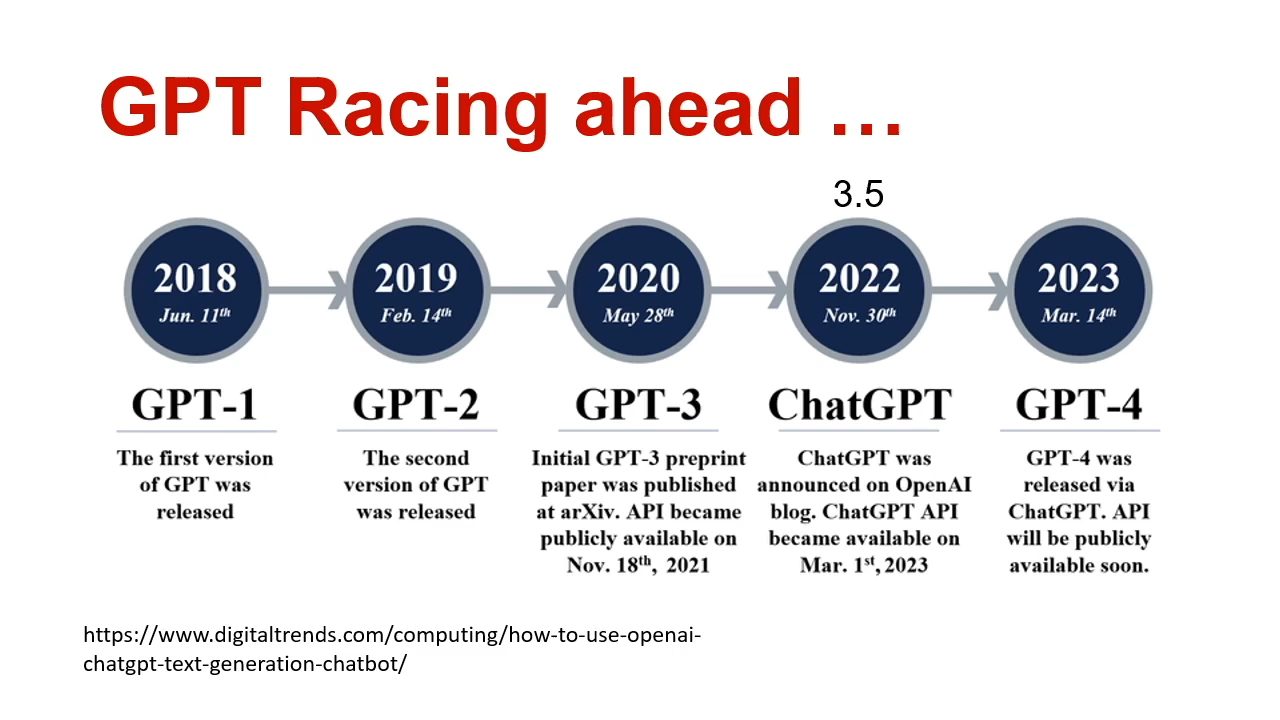 GPT Racing ahead …
3.5
2018
Jun. 11th
2019
Feb. 14th
2020
May 28th
2022
Nov. 30th
2023
Mar. 14th
GPT-1
The first version
of GPT was
released
GPT-2
The second
version of GPT
was released
GPT-3
Initial GPT-3 preprint
paper was published
at arXiv. API became
publicly available on
Nov. 18th, 2021
ChatGPT
ChatGPT was
announced on OpenAI
blog. ChatGPT API
became available on
Mar. 1st, 2023
GPT-4
GPT-4 was
released via
ChatGPT. API
will be publicly
available soon.
https://www.digitaltrends.com/computing/how-to-use-openai-
chatgpt-text-generation-chatbot/